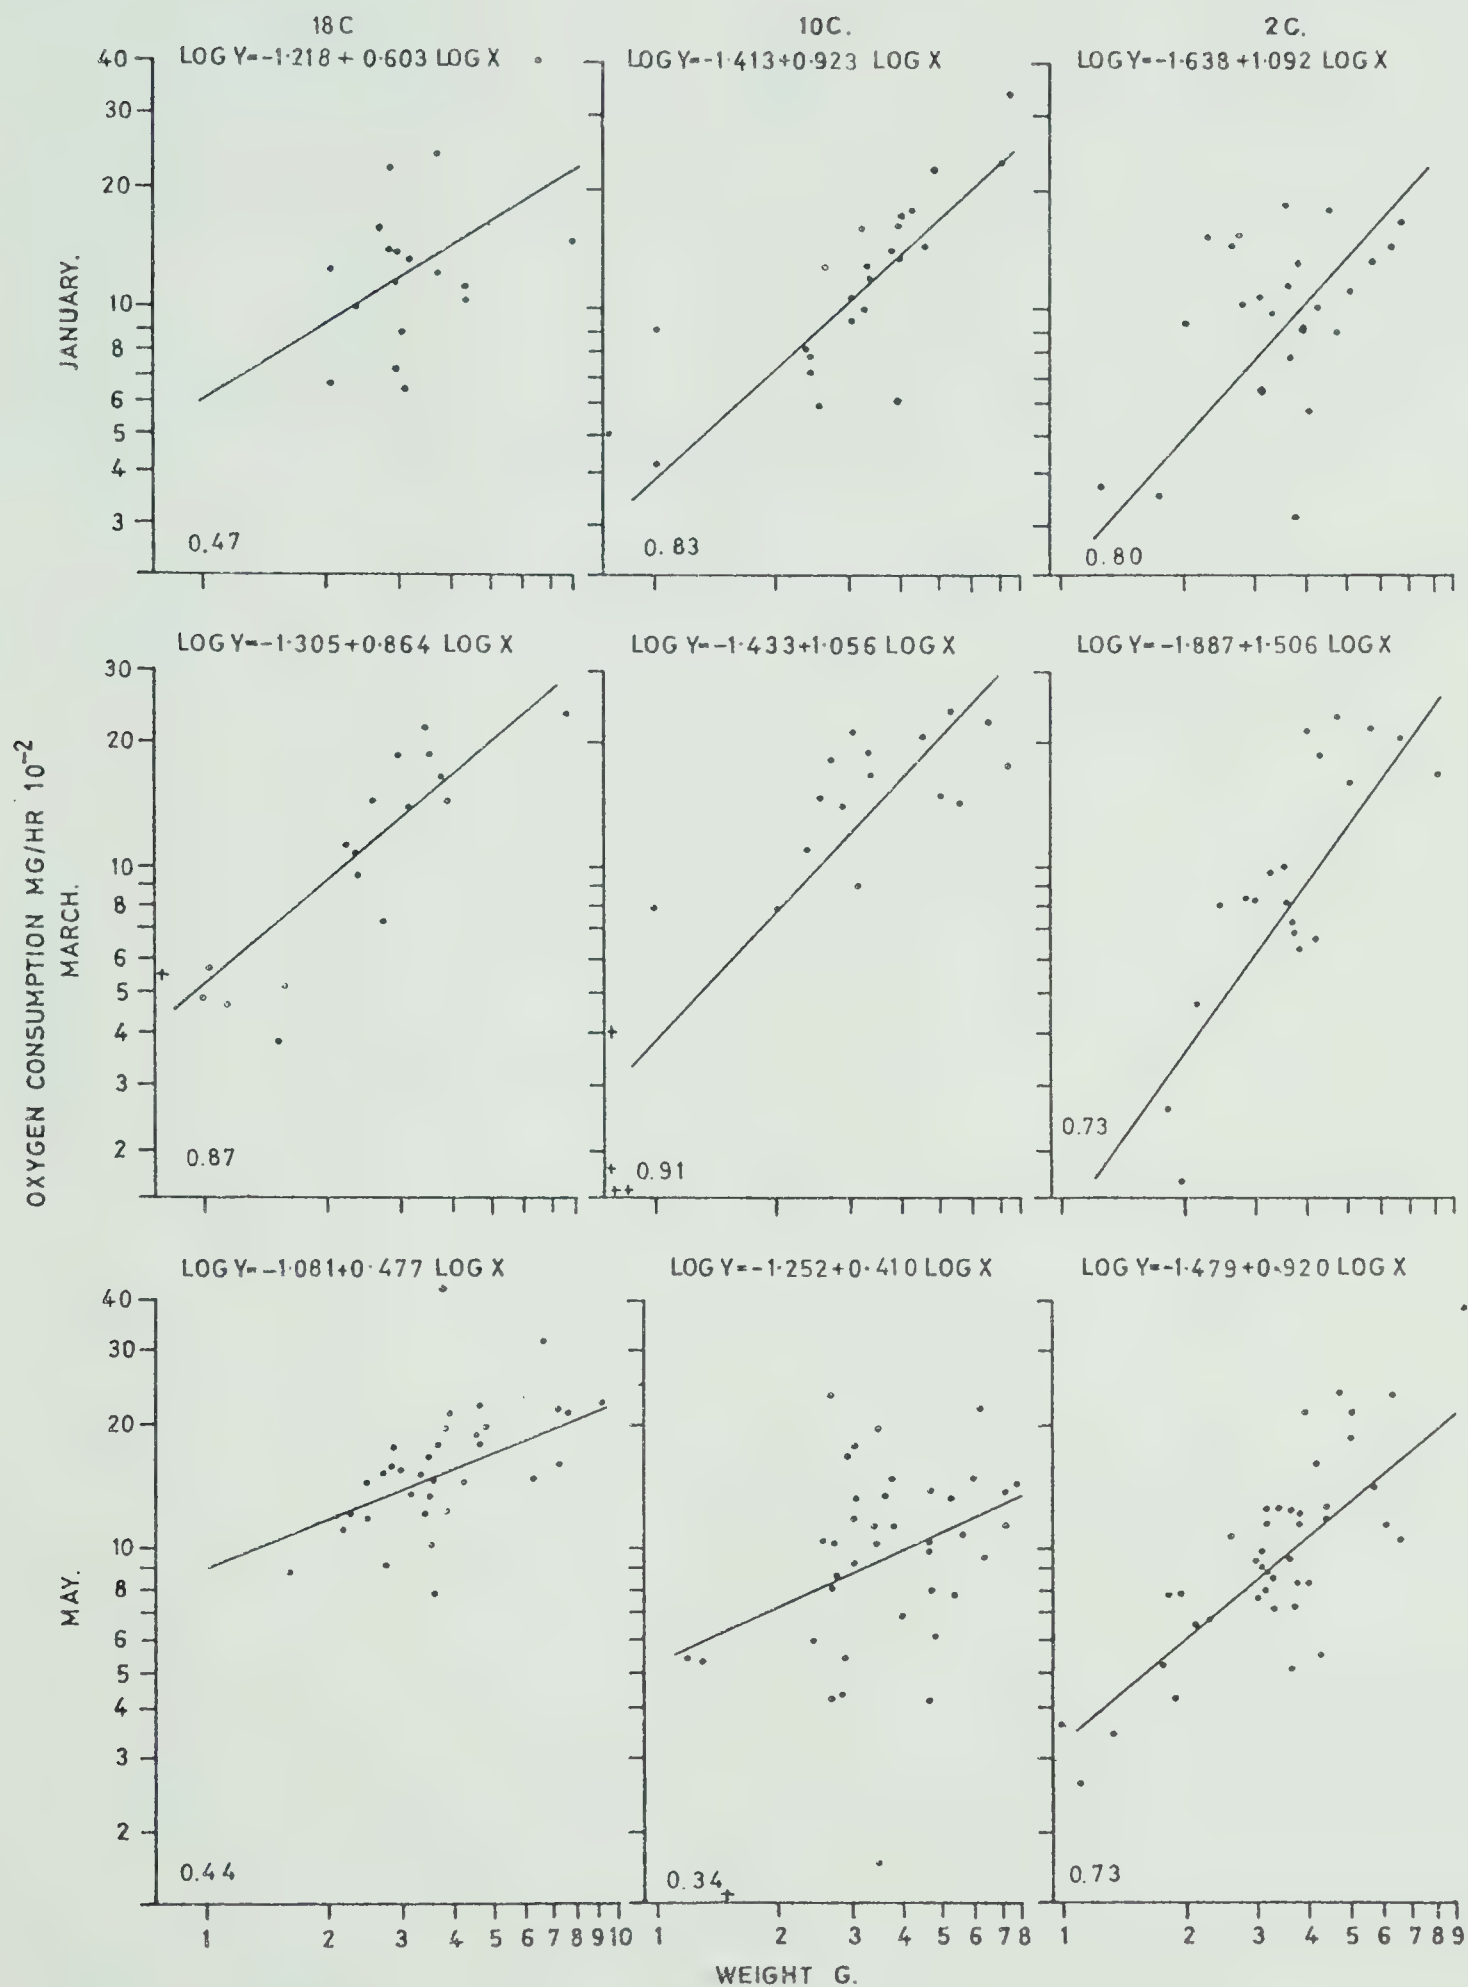 18C 10C. 2C.
LOG Y=-1·218 + 0·603 LOG X LOG Y=-1·413+0·923 LOG X LOG Y=-1·638+1·092 LOG X
40
30
20
10
8
6
5
4
3
JANUARY.
0.47 0.83 0.80
LOG Y=-1·305+0·864 LOG X LOG Y=-1·433+1·056 LOG X LOG Y=-1·887+1·506 LOG X
30
20
10
8
6
5
4
3
2
OXYGEN CONSUMPTION MG/HR 10-2
MARCH.
0.87 0.91 0.73
LOG Y=-1·081+0·477 LOG X LOG Y=-1·252+0·410 LOG X LOG Y=-1·479+0·920 LOG X
40
30
20
10
8
6
5
4
3
2
MAY.
0.44 0.34 0.73
1 2 3 4 5 6 7 8 9 10 1 2 3 4 5 6 7 8 1 2 3 4 5 6 7 8 9
WEIGHT G.